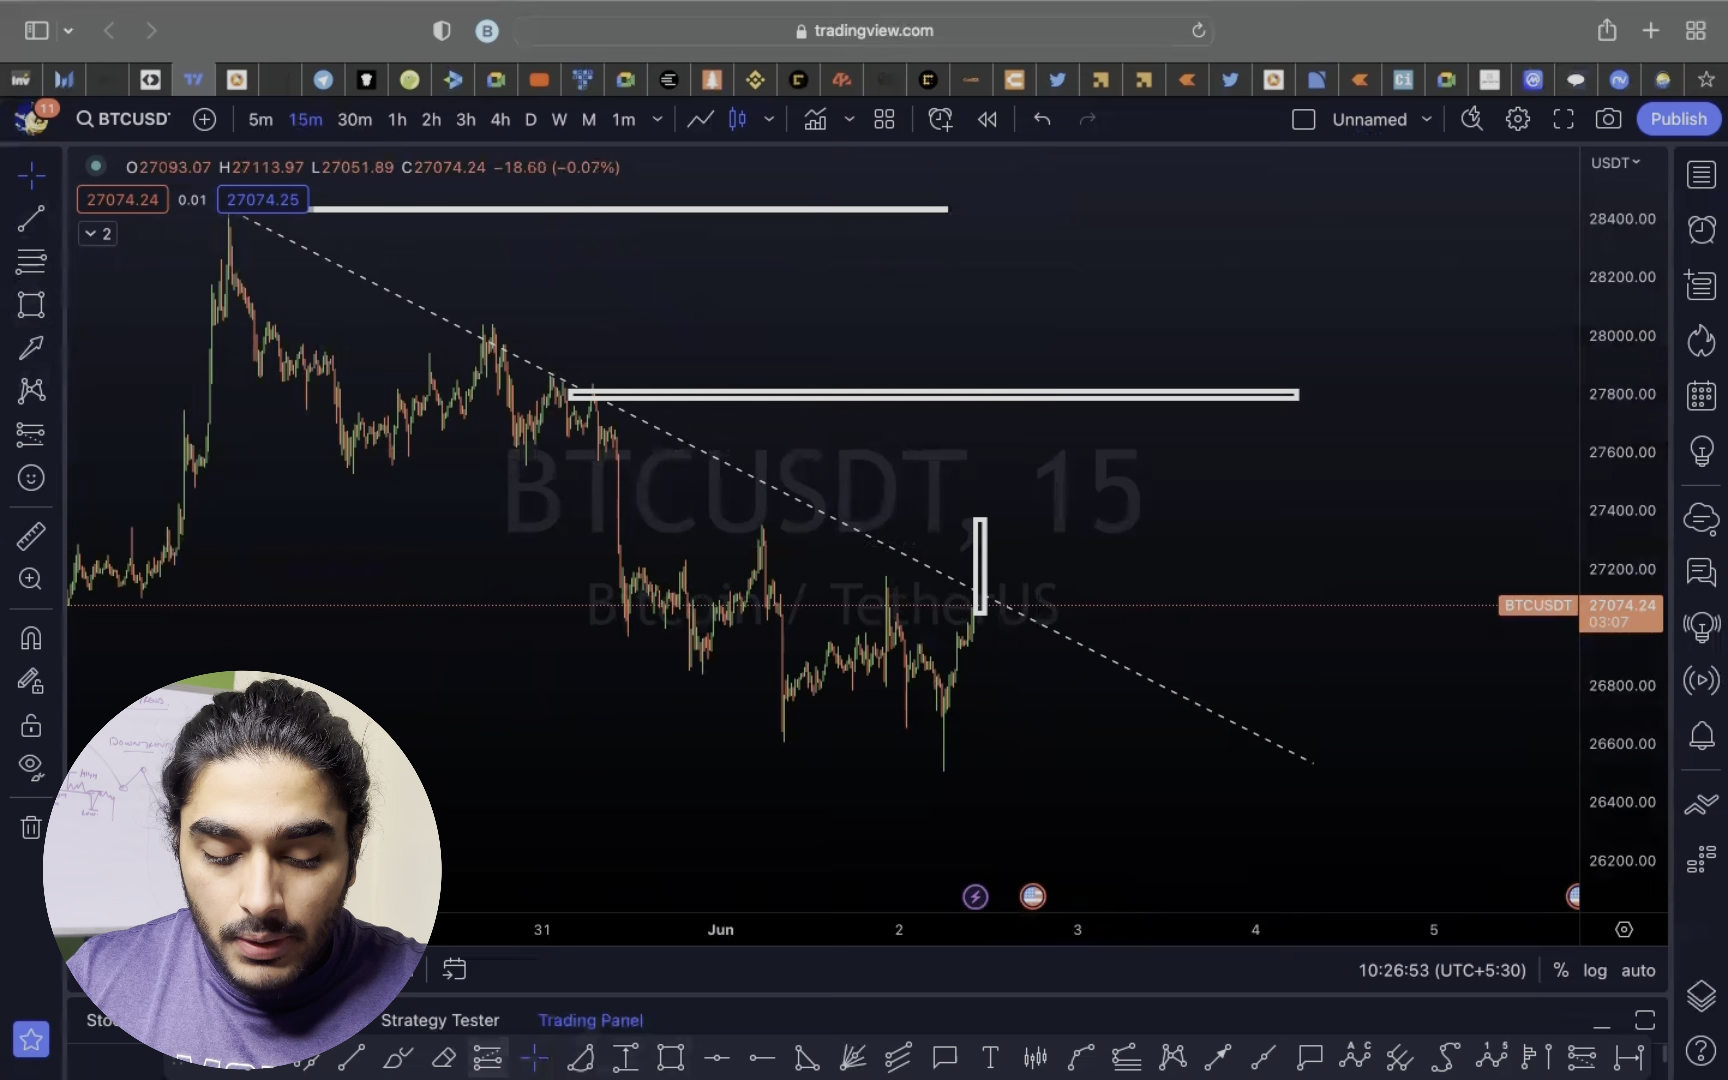 tradingview.com
Inv
Ci
11
BTCUSDT
5m 15m 30m 1h 2h 3h 4h D W M 1m
Unnamed
Publish
O27093.07 H27113.97 L27051.89 C27074.24 −18.60 (−0.07%)
USDT
27074.24 0.01 27074.25
2
28400.00
28200.00
28000.00
27800.00
27600.00
BTCUSDT, 15
27400.00
27200.00
Bitcoin / TetherUS
BTCUSDT 27074.24
03:07
26800.00
26600.00
26400.00
26200.00
31 Jun 2 3 4 5
10:26:53 (UTC+5:30) % log auto
Strategy Tester Trading Panel